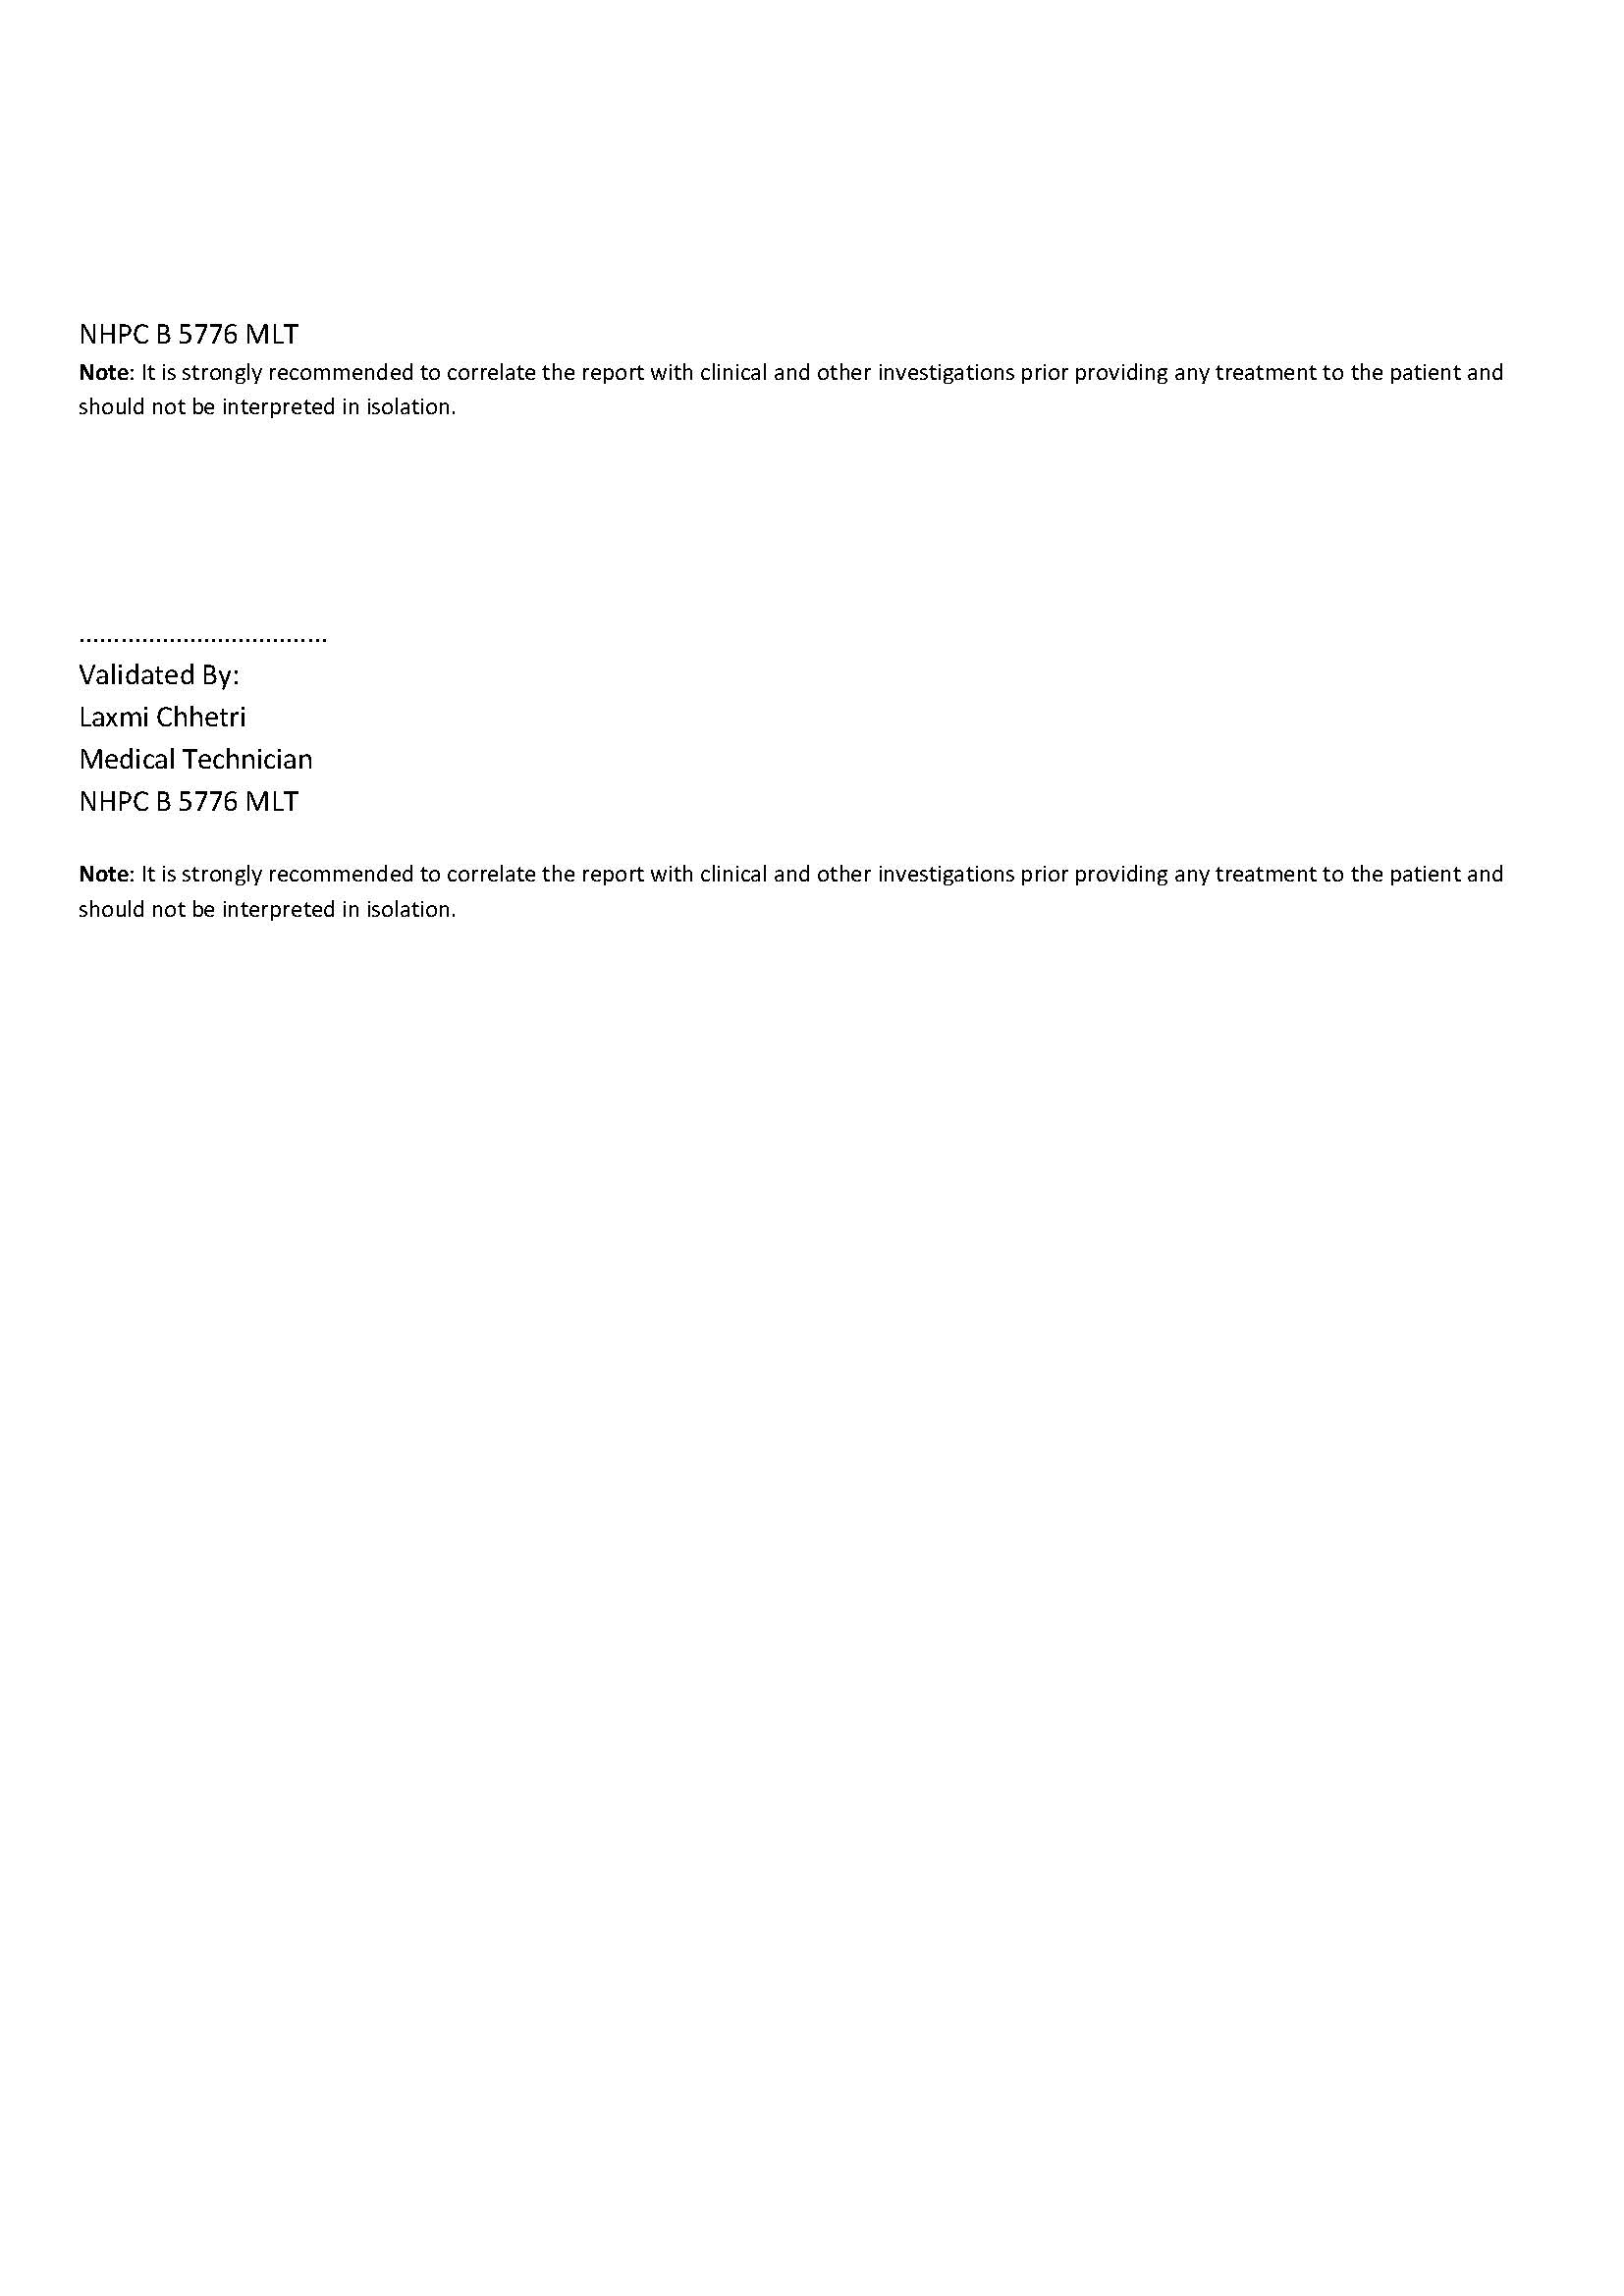 NHPC B 5776 MLT
Note: It is strongly recommended to correlate the report with clinical and other investigations prior providing any treatment to the patient and
should not be interpreted in isolation.
....................................
Validated By:
Laxmi Chhetri
Medical Technician
NHPC B 5776 MLT
Note: It is strongly recommended to correlate the report with clinical and other investigations prior providing any treatment to the patient and
should not be interpreted in isolation.